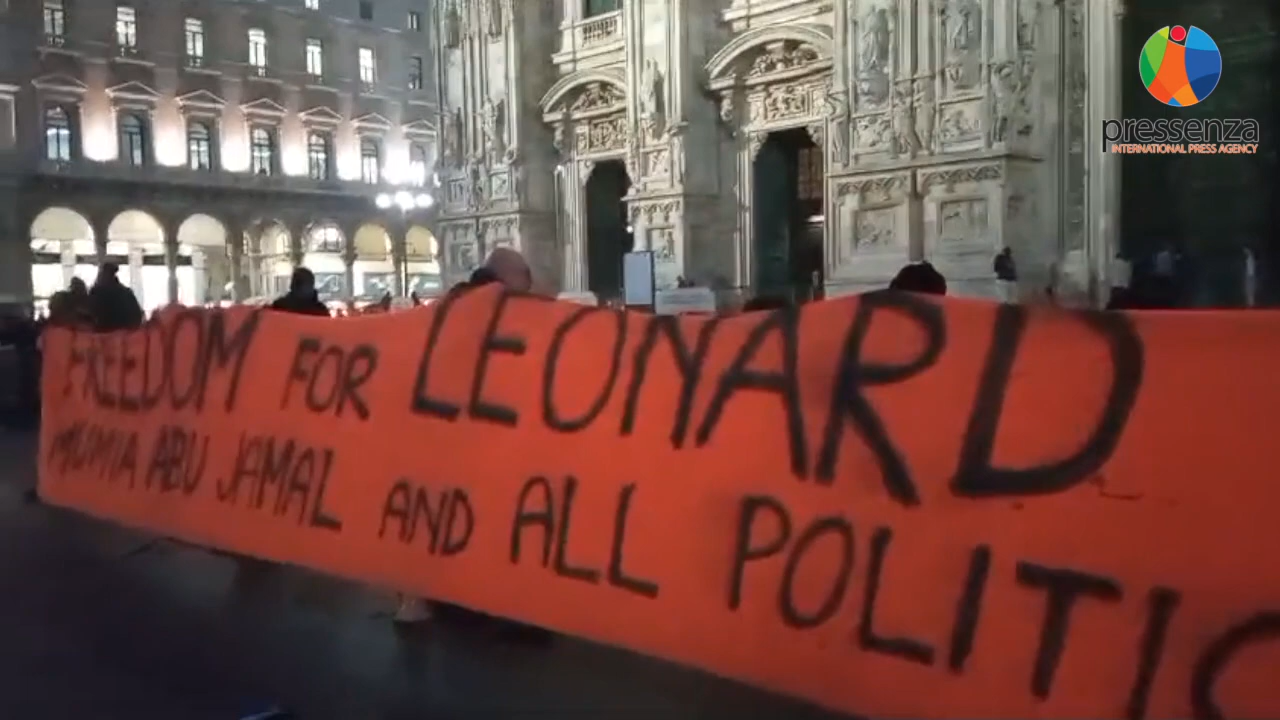 pressenza
INTERNATIONAL PRESS AGENCY
FREEDOM FOR LEONARD
MUMIA ABU JAMAL AND ALL POLITIC